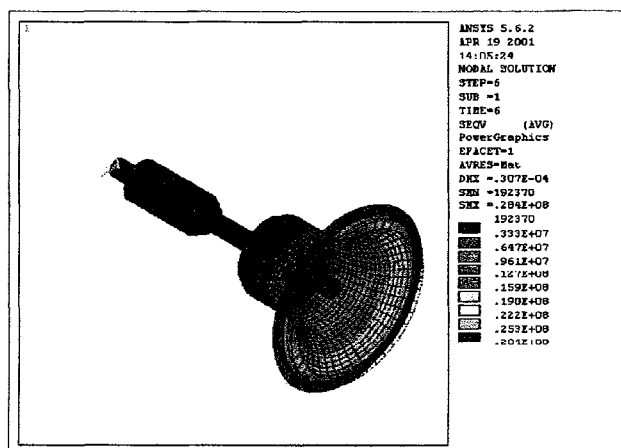 1
ANSYS 5.6.2
APR 19 2001
14:05:24
NODAL SOLUTION
STEP=6
SUB =1
TIME=6
SEQV (AVG)
PowerGraphics
EFACET=1
AVRES=Mat
DMX =.307E-04
SMN =192370
SMX =.284E+08
192370
.333E+07
.647E+07
.961E+07
.127E+08
.159E+08
.190E+08
.222E+08
.253E+08